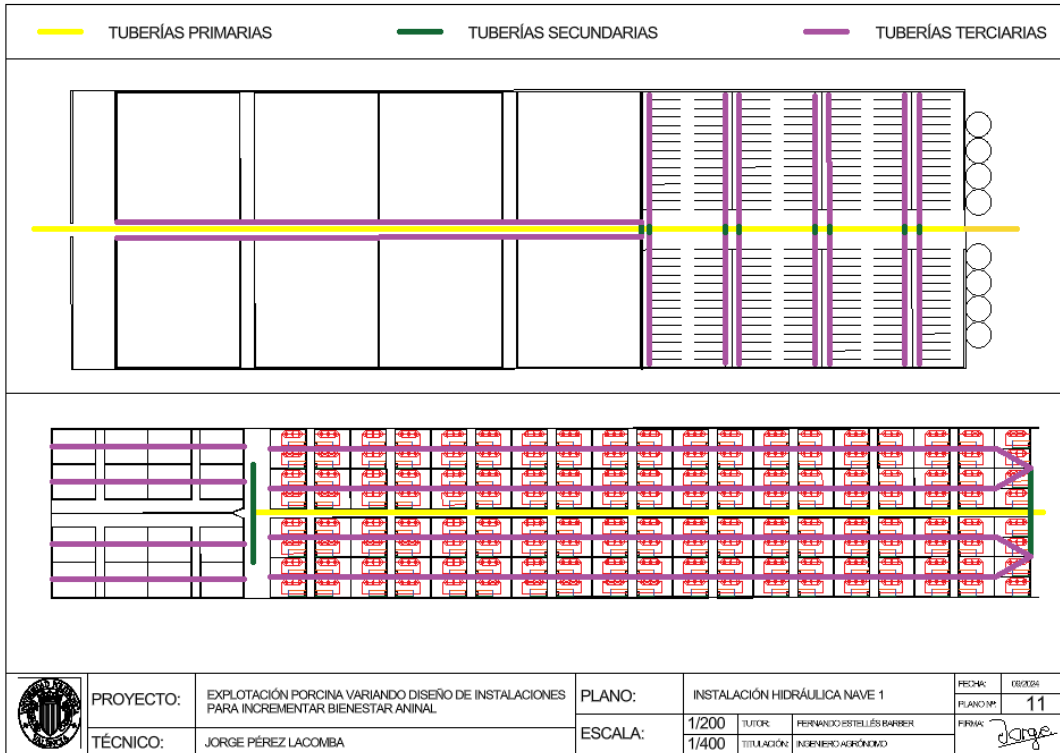 TUBERÍAS PRIMARIAS TUBERÍAS SECUNDARIAS TUBERÍAS TERCIARIAS
PROYECTO:
EXPLOTACIÓN PORCINA VARIANDO DISEÑO DE INSTALACIONES
PARA INCREMENTAR BIENESTAR ANINAL
TÉCNICO:
JORGE PÉREZ LACOMBA
PLANO:
INSTALACIÓN HIDRÁULICA NAVE 1
ESCALA:
1/200
1/400
TUTOR: FERNANDO ESTELLÉS BARBER
TITULACIÓN: INGENIERO AGRÓNOMO
FECHA: 09/2024
PLANO Nº: 11
FIRMA: Jorge